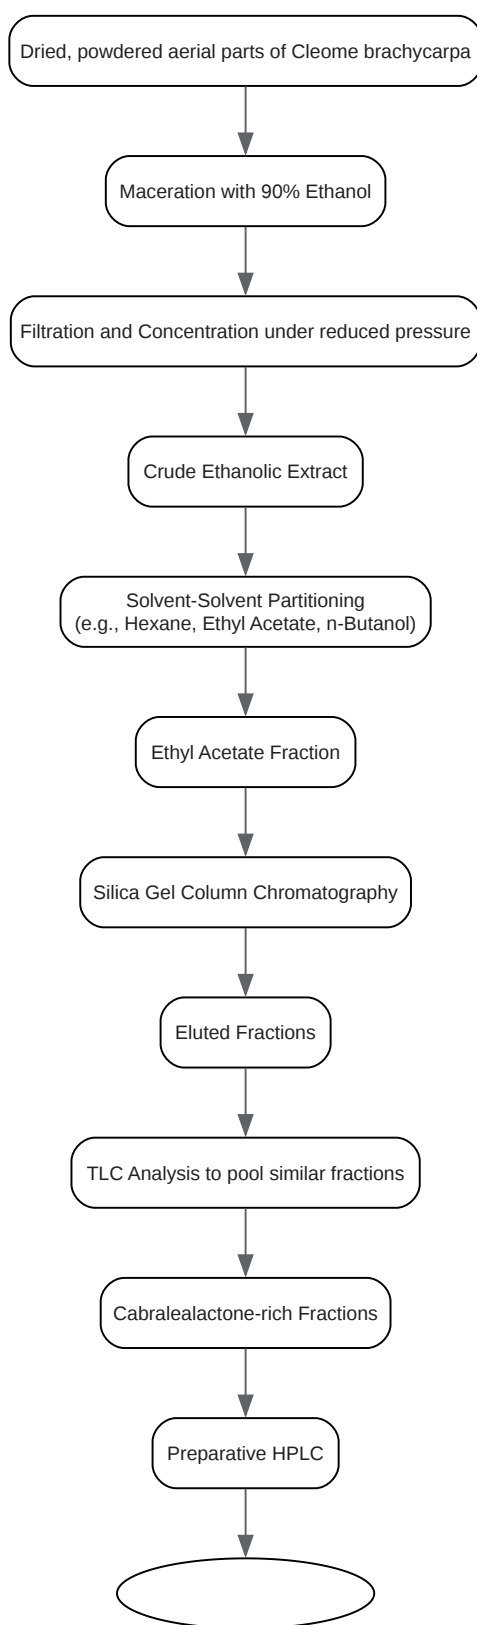 Dried, powdered aerial parts of Cleome brachycarpa
Maceration with 90% Ethanol
Filtration and Concentration under reduced pressure
Crude Ethanolic Extract
Solvent-Solvent Partitioning
(e.g., Hexane, Ethyl Acetate, n-Butanol)
Ethyl Acetate Fraction
Silica Gel Column Chromatography
Eluted Fractions
TLC Analysis to pool similar fractions
Cabralealactone-rich Fractions
Preparative HPLC